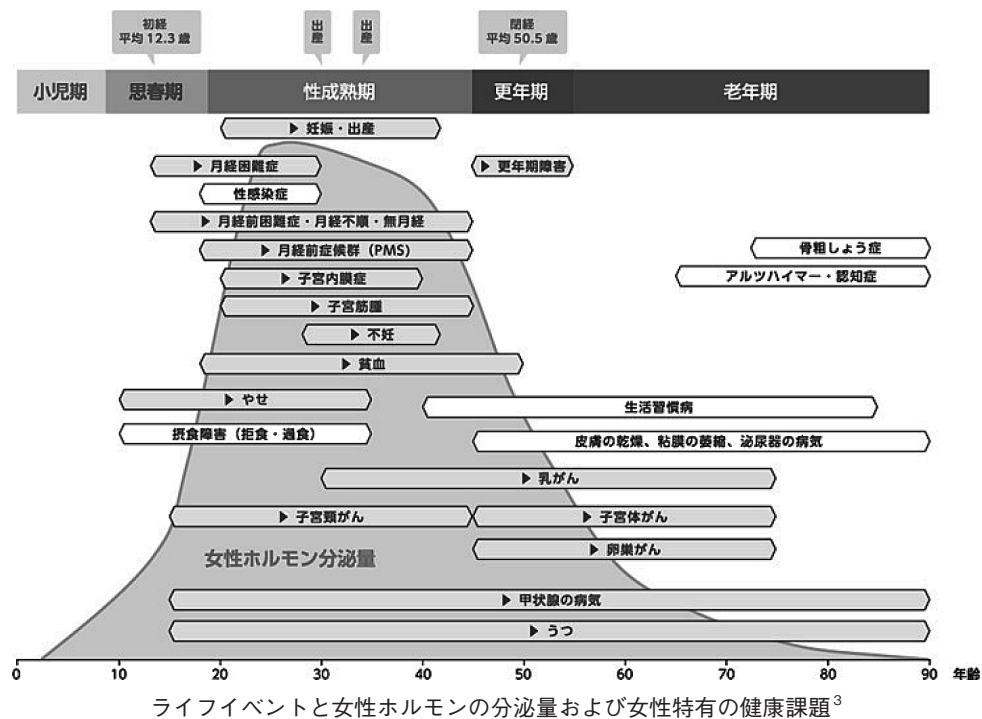 初経
平均12.3歳
出産
出産
閉経
平均50.5歳
小児期
思春期
性成熟期
更年期
老年期
▶ 妊娠・出産
▶ 月経困難症
▶ 更年期障害
性感染症
▶ 月経前困難症・月経不順・無月経
▶ 月経前症候群（PMS）
骨粗しょう症
▶ 子宮内膜症
アルツハイマー・認知症
▶ 子宮筋腫
▶ 不妊
▶ 貧血
▶ やせ
生活習慣病
摂食障害（拒食・過食）
皮膚の乾燥、粘膜の萎縮、泌尿器の病気
▶ 乳がん
▶ 子宮頸がん
▶ 子宮体がん
▶ 卵巣がん
女性ホルモン分泌量
▶ 甲状腺の病気
▶ うつ
0 10 20 30 40 50 60 70 80 90 年齢
ライフイベントと女性ホルモンの分泌量および女性特有の健康課題3